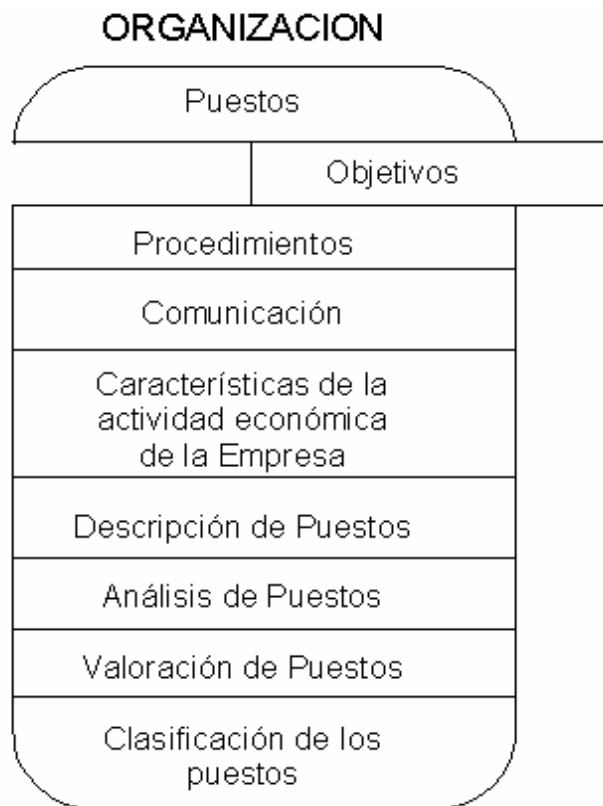 ORGANIZACION
Puestos
Objetivos
Procedimientos
Comunicación
Características de la
actividad económica
de la Empresa
Descripción de Puestos
Análisis de Puestos
Valoración de Puestos
Clasificación de los
puestos